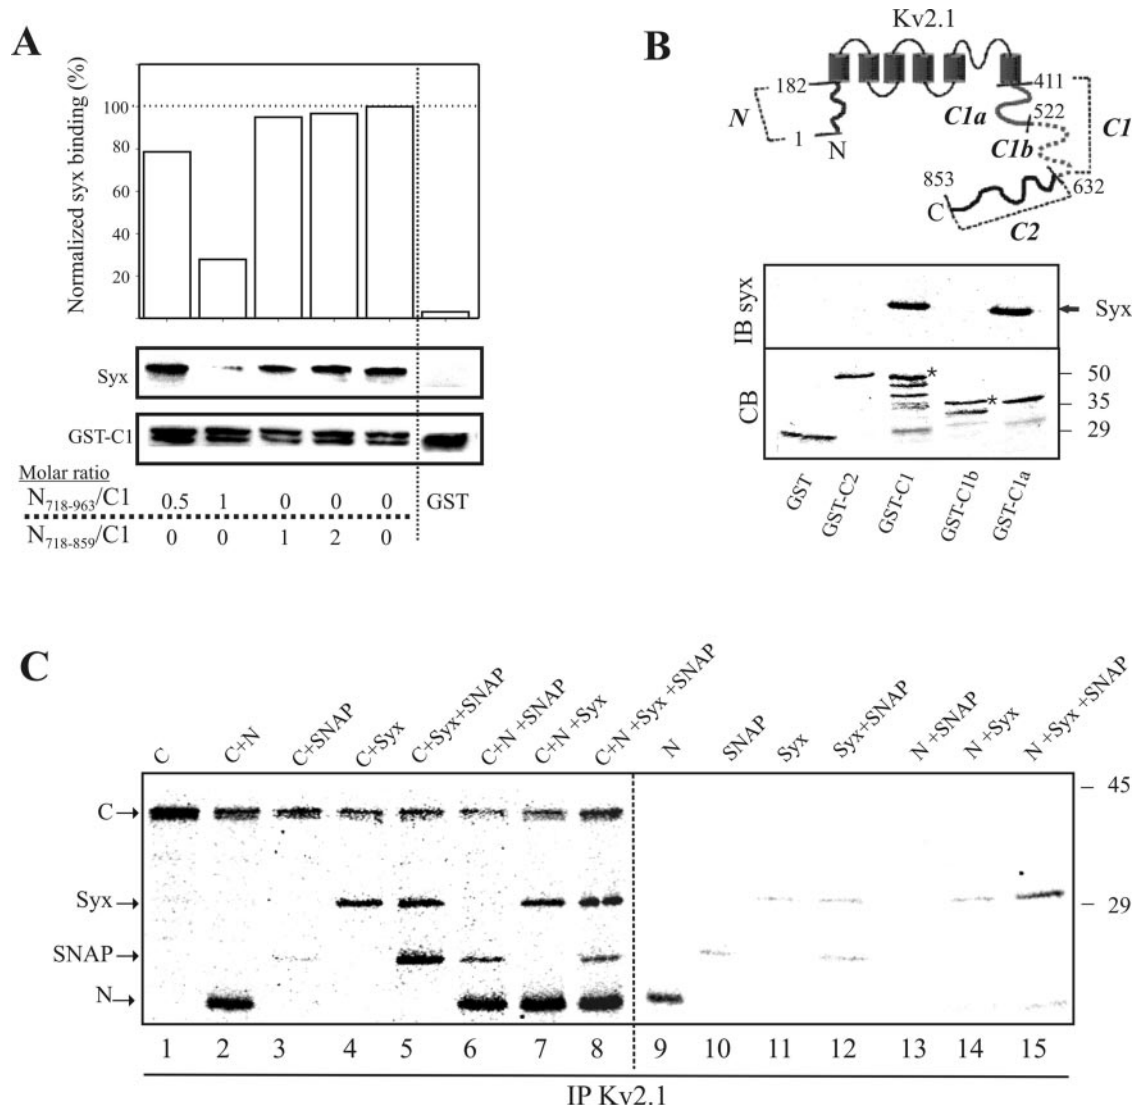 A
Normalized syx binding (%)
100
80
60
40
20
Syx
GST-C1
Molar ratio
N718-963/C1 0.5 1 0 0 0 GST
N718-859/C1 0 0 1 2 0
B
Kv2.1
182
411
N
C1a
522
C1
1
N
C1b
853
632
C
C2
IB syx
Syx
CB
*
*
50
35
29
GST
GST-C2
GST-C1
GST-C1b
GST-C1a
C
C
C+N
C+SNAP
C+Syx
C+Syx+SNAP
C+N +SNAP
C+N +Syx
C+N +Syx +SNAP
N
SNAP
Syx
Syx+SNAP
N +SNAP
N +Syx
N +Syx +SNAP
C→
Syx→
SNAP→
N→
45
29
1 2 3 4 5 6 7 8 9 10 11 12 13 14 15
IP Kv2.1